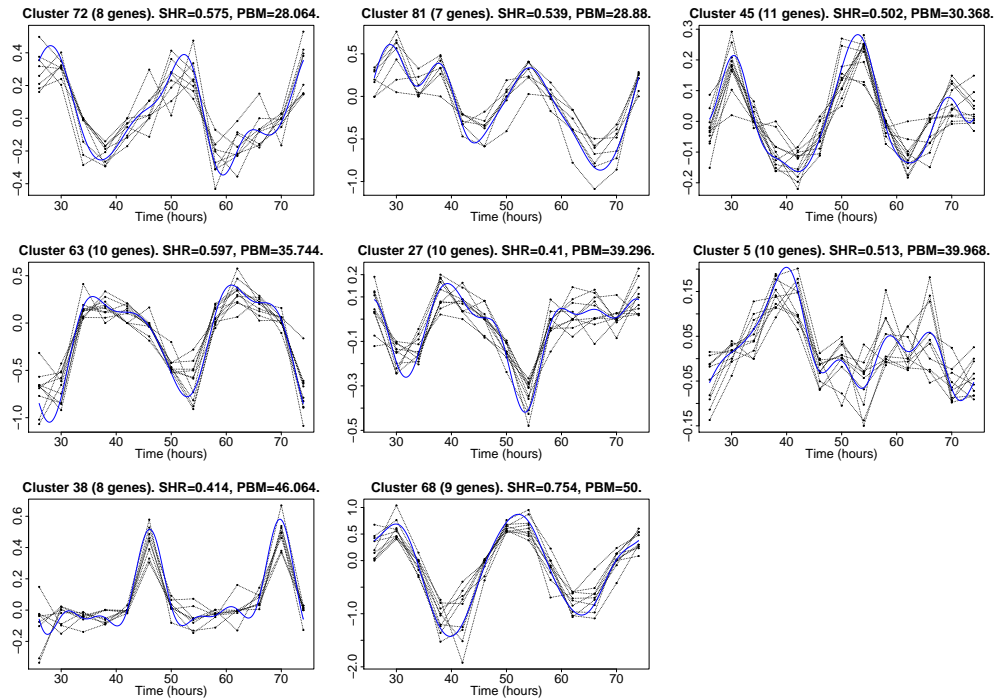 Cluster 72 (8 genes). SHR=0.575, PBM=28.064.
0.4
0.2
0.0
−0.2
−0.4
30 40 50 60 70
Time (hours)
Cluster 81 (7 genes). SHR=0.539, PBM=28.88.
0.5
0.0
−0.5
−1.0
30 40 50 60 70
Time (hours)
Cluster 45 (11 genes). SHR=0.502, PBM=30.368.
0.3
0.2
0.1
0.0
−0.1
−0.2
30 40 50 60 70
Time (hours)
Cluster 63 (10 genes). SHR=0.597, PBM=35.744.
0.5
0.0
−0.5
−1.0
30 40 50 60 70
Time (hours)
Cluster 27 (10 genes). SHR=0.41, PBM=39.296.
0.2
0.0
−0.1
−0.3
−0.5
30 40 50 60 70
Time (hours)
Cluster 5 (10 genes). SHR=0.513, PBM=39.968.
0.15
0.05
−0.05
−0.15
30 40 50 60 70
Time (hours)
Cluster 38 (8 genes). SHR=0.414, PBM=46.064.
0.6
0.4
0.2
0.0
−0.2
30 40 50 60 70
Time (hours)
Cluster 68 (9 genes). SHR=0.754, PBM=50.
1.0
0.0
−1.0
−2.0
30 40 50 60 70
Time (hours)